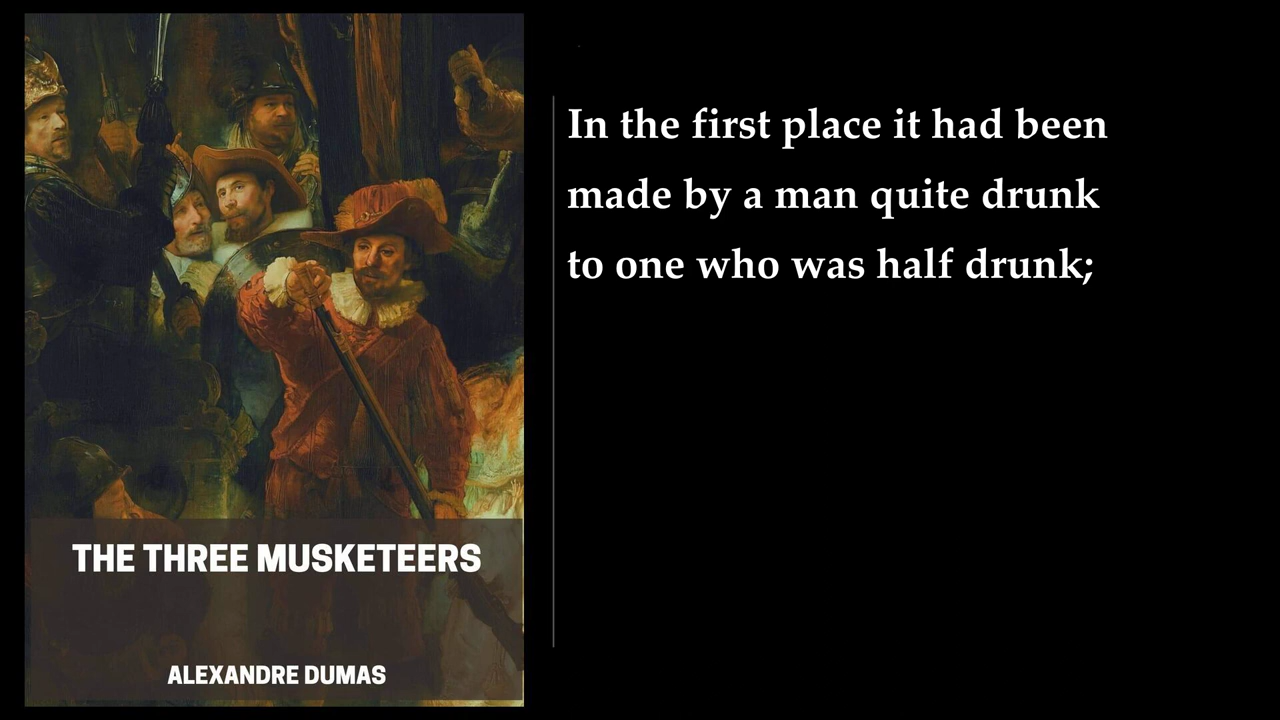 THE THREE MUSKETEERS
ALEXANDRE DUMAS
In the first place it had been
made by a man quite drunk
to one who was half drunk;